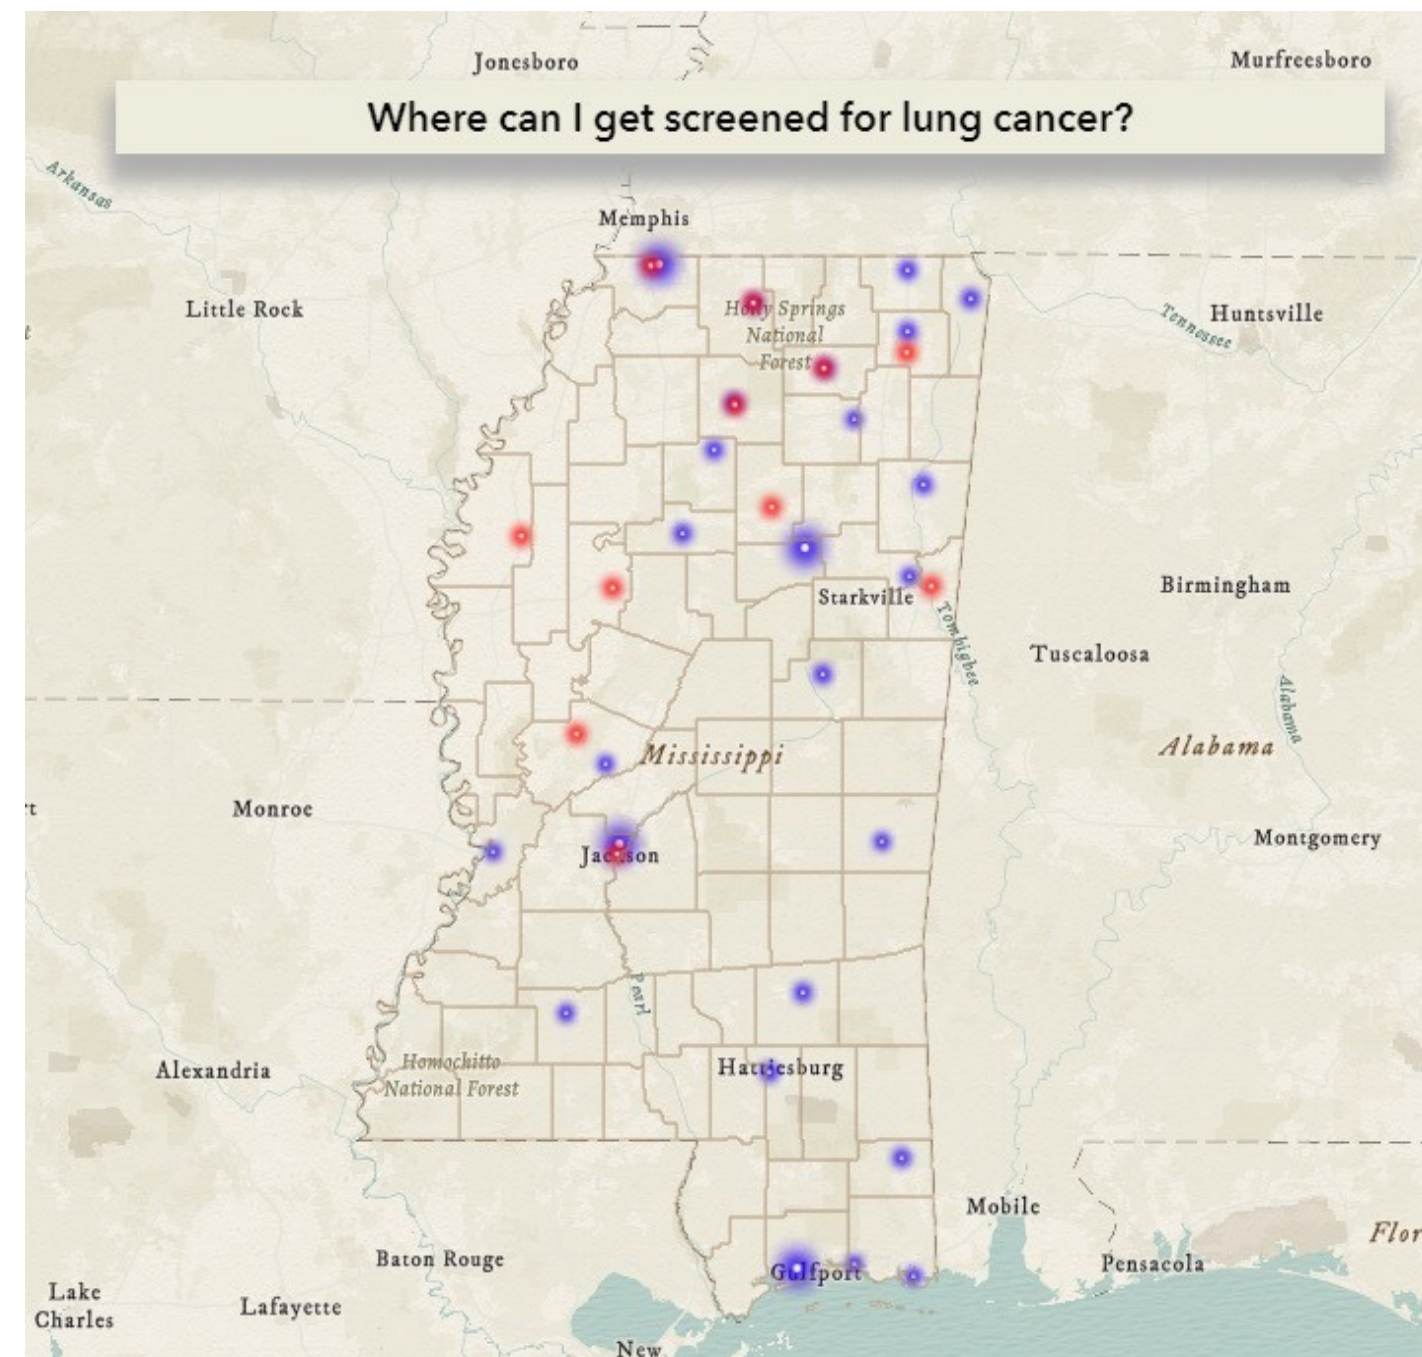 Jonesboro
Murfreesboro
Where can I get screened for lung cancer?
Arkansas
Memphis
Little Rock
Holly Springs
National
Forest
Tennessee
Huntsville
Birmingham
Starkville
Tombigbee
Tuscaloosa
Alabama
Mississippi
Alabama
Monroe
Jackson
Montgomery
Pearl
Homochitto
National Forest
Hattiesburg
Alexandria
Mobile
Flor
Baton Rouge
Gulfport
Pensacola
Lake
Charles
Lafayette
New